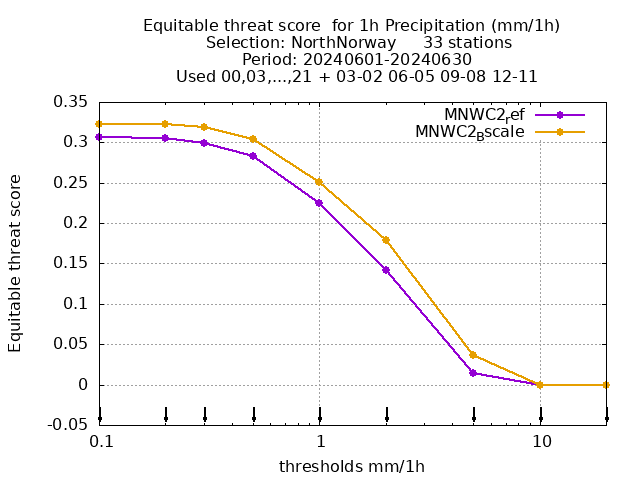 Equitable threat score  for 1h Precipitation (mm/1h)
Selection: NorthNorway     33 stations
Period: 20240601-20240630
Used 00,03,...,21 + 03-02 06-05 09-08 12-11
MNWC2ref
MNWC2Bscale
0.35
0.3
0.25
0.2
0.15
0.1
0.05
0
-0.05
Equitable threat score
0.1 1 10
thresholds mm/1h